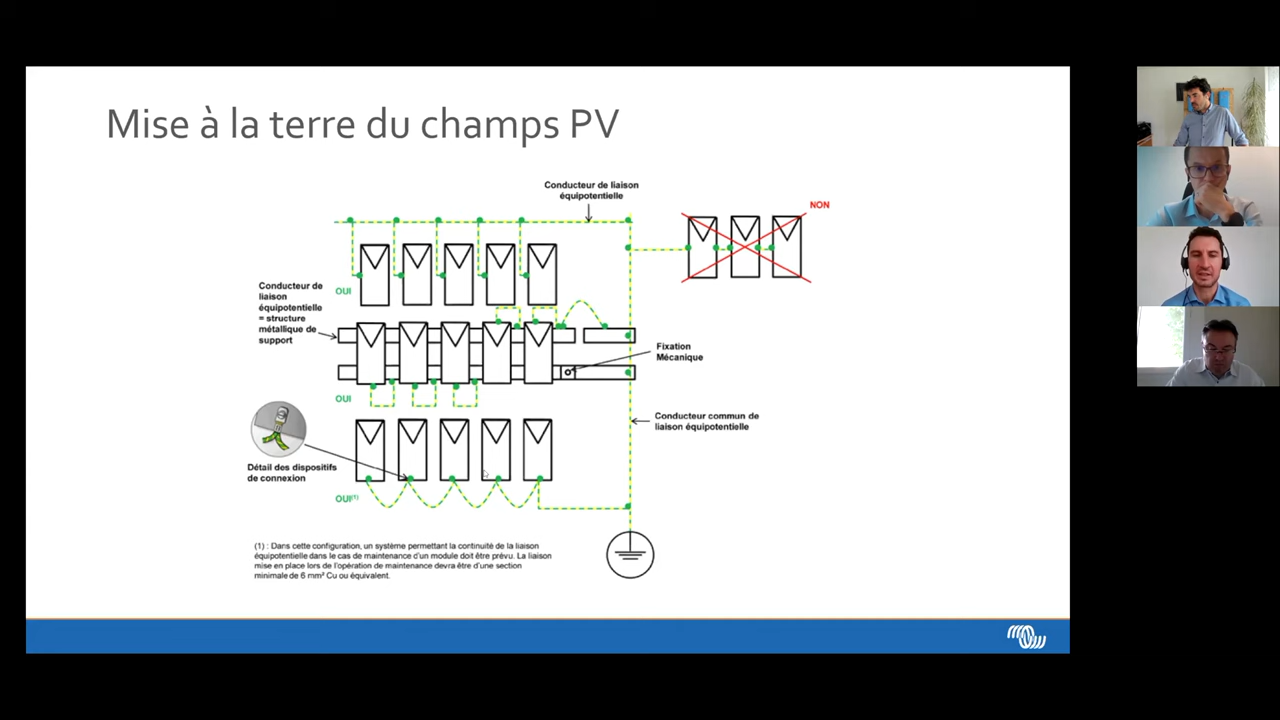 Mise à la terre du champs PV
Conducteur de liaison
équipotentielle
NON
Conducteur de
liaison
équipotentielle
= structure
métallique de
support
OUI
Fixation
Mécanique
OUI
Conducteur commun de
liaison équipotentielle
Détail des dispositifs
de connexion
OUI(1)
(1) : Dans cette configuration, un système permettant la continuité de la liaison
équipotentielle dans le cas de maintenance d'un module doit être prévu. La liaison
mise en place lors de l'opération de maintenance devra être d'une section
minimale de 6 mm² Cu ou équivalent.